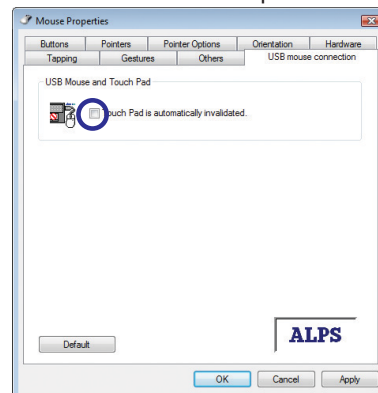 Mouse Properties
Buttons Pointers Pointer Options Orientation Hardware
Tapping Gestures Others USB mouse connection
USB Mouse and Touch Pad
Touch Pad is automatically invalidated.
ALPS
Default
OK Cancel Apply